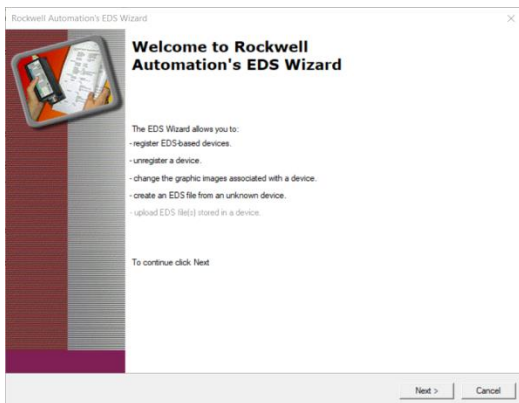 Rockwell Automation's EDS Wizard
Welcome to Rockwell
Automation's EDS Wizard
The EDS Wizard allows you to:
- register EDS-based devices.
- unregister a device.
- change the graphic images associated with a device.
- create an EDS file from an unknown device.
- upload EDS file(s) stored in a device.
To continue click Next
Next >
Cancel